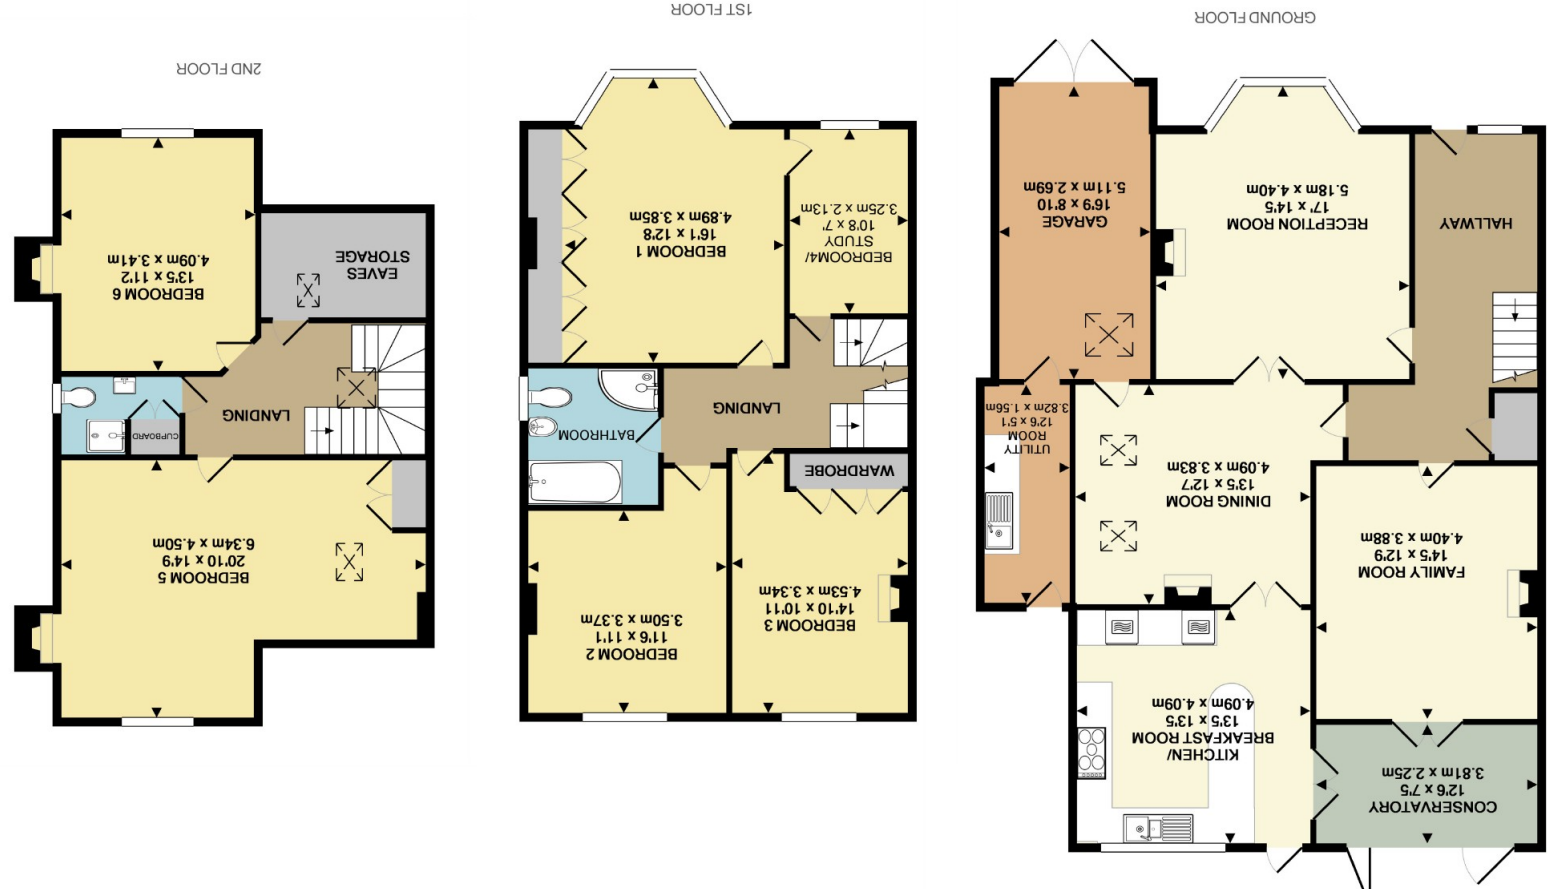 CONSERVATORY
12'6 x 7'5
3.81m x 2.25m
KITCHEN/
BREAKFAST ROOM
13'5 x 13'5
4.09m x 4.09m
FAMILY ROOM
14'5 x 12'9
4.40m x 3.88m
DINING ROOM
13'5 x 12'7
4.09m x 3.83m
UTILITY
ROOM
12'6 x 5'1
3.82m x 1.56m
HALLWAY
RECEPTION ROOM
17' x 14'5
5.18m x 4.40m
GARAGE
16'9 x 8'10
5.11m x 2.69m
GROUND FLOOR
BEDROOM 3
14'10 x 10'11
4.53m x 3.34m
BEDROOM 2
11'6 x 11'1
3.50m x 3.37m
WARDROBE
BATHROOM
LANDING
BEDROOM4/
STUDY
10'8 x 7'
3.25m x 2.13m
BEDROOM 1
16'1 x 12'8
4.89m x 3.85m
1ST FLOOR
BEDROOM 5
20'10 x 14'9
6.34m x 4.50m
CUPBOARD
LANDING
EAVES
STORAGE
BEDROOM 6
13'5 x 11'2
4.09m x 3.41m
2ND FLOOR